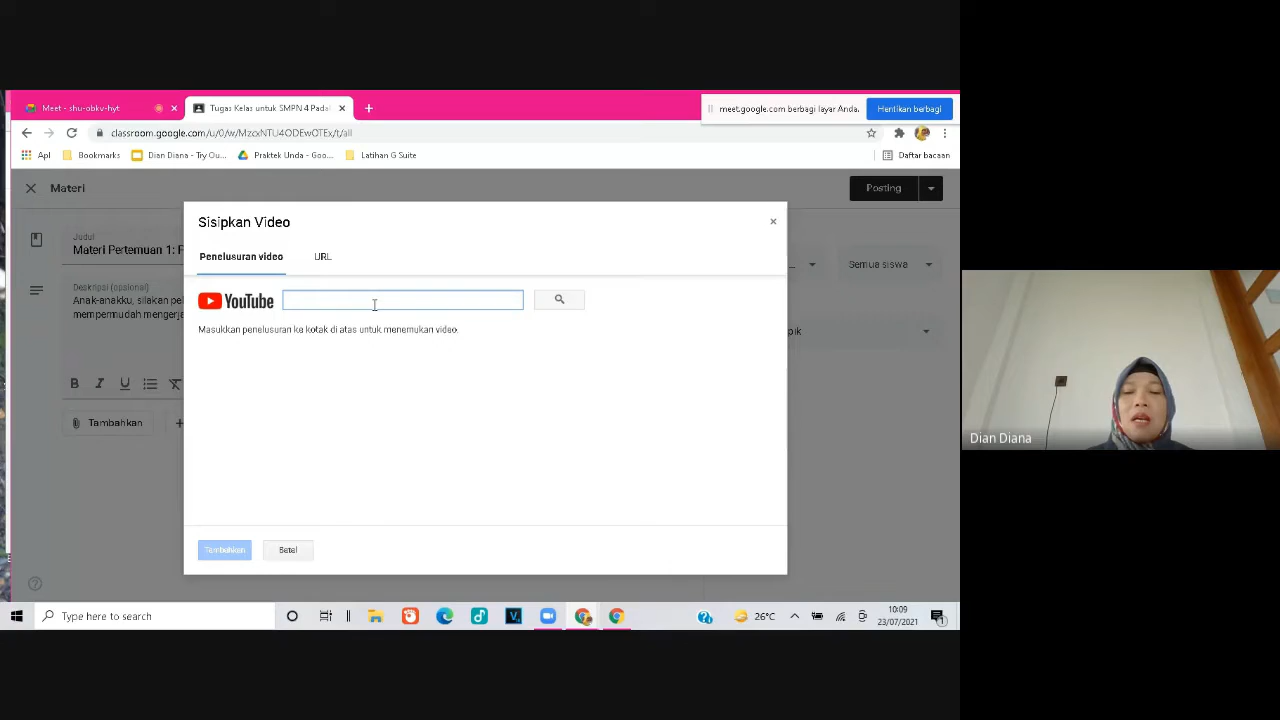 Meet - shu-obkv-hyt
Tugas Kelas untuk SMPN 4 Padal
meet.google.com berbagi layar Anda.
Hentikan berbagi
classroom.google.com/u/0/w/MzcxNTU4ODEwOTEx/t/all
Apl
Bookmarks
Dian Diana - Try Ou...
Praktek Unda - Goo...
Latihan G Suite
Daftar bacaan
Materi
Posting
Sisipkan Video
Judul
Materi Pertemuan 1: P
Penelusuran video
URL
Semua siswa
Deskripsi (opsional)
Anak-anakku, silakan pel
mempermudah mengerja
YouTube
Masukkan penelusuran ke kotak di atas untuk menemukan video.
pik
B I U
Tambahkan
Dian Diana
Tambahkan
Batal
Type here to search
26°C
10:09
23/07/2021